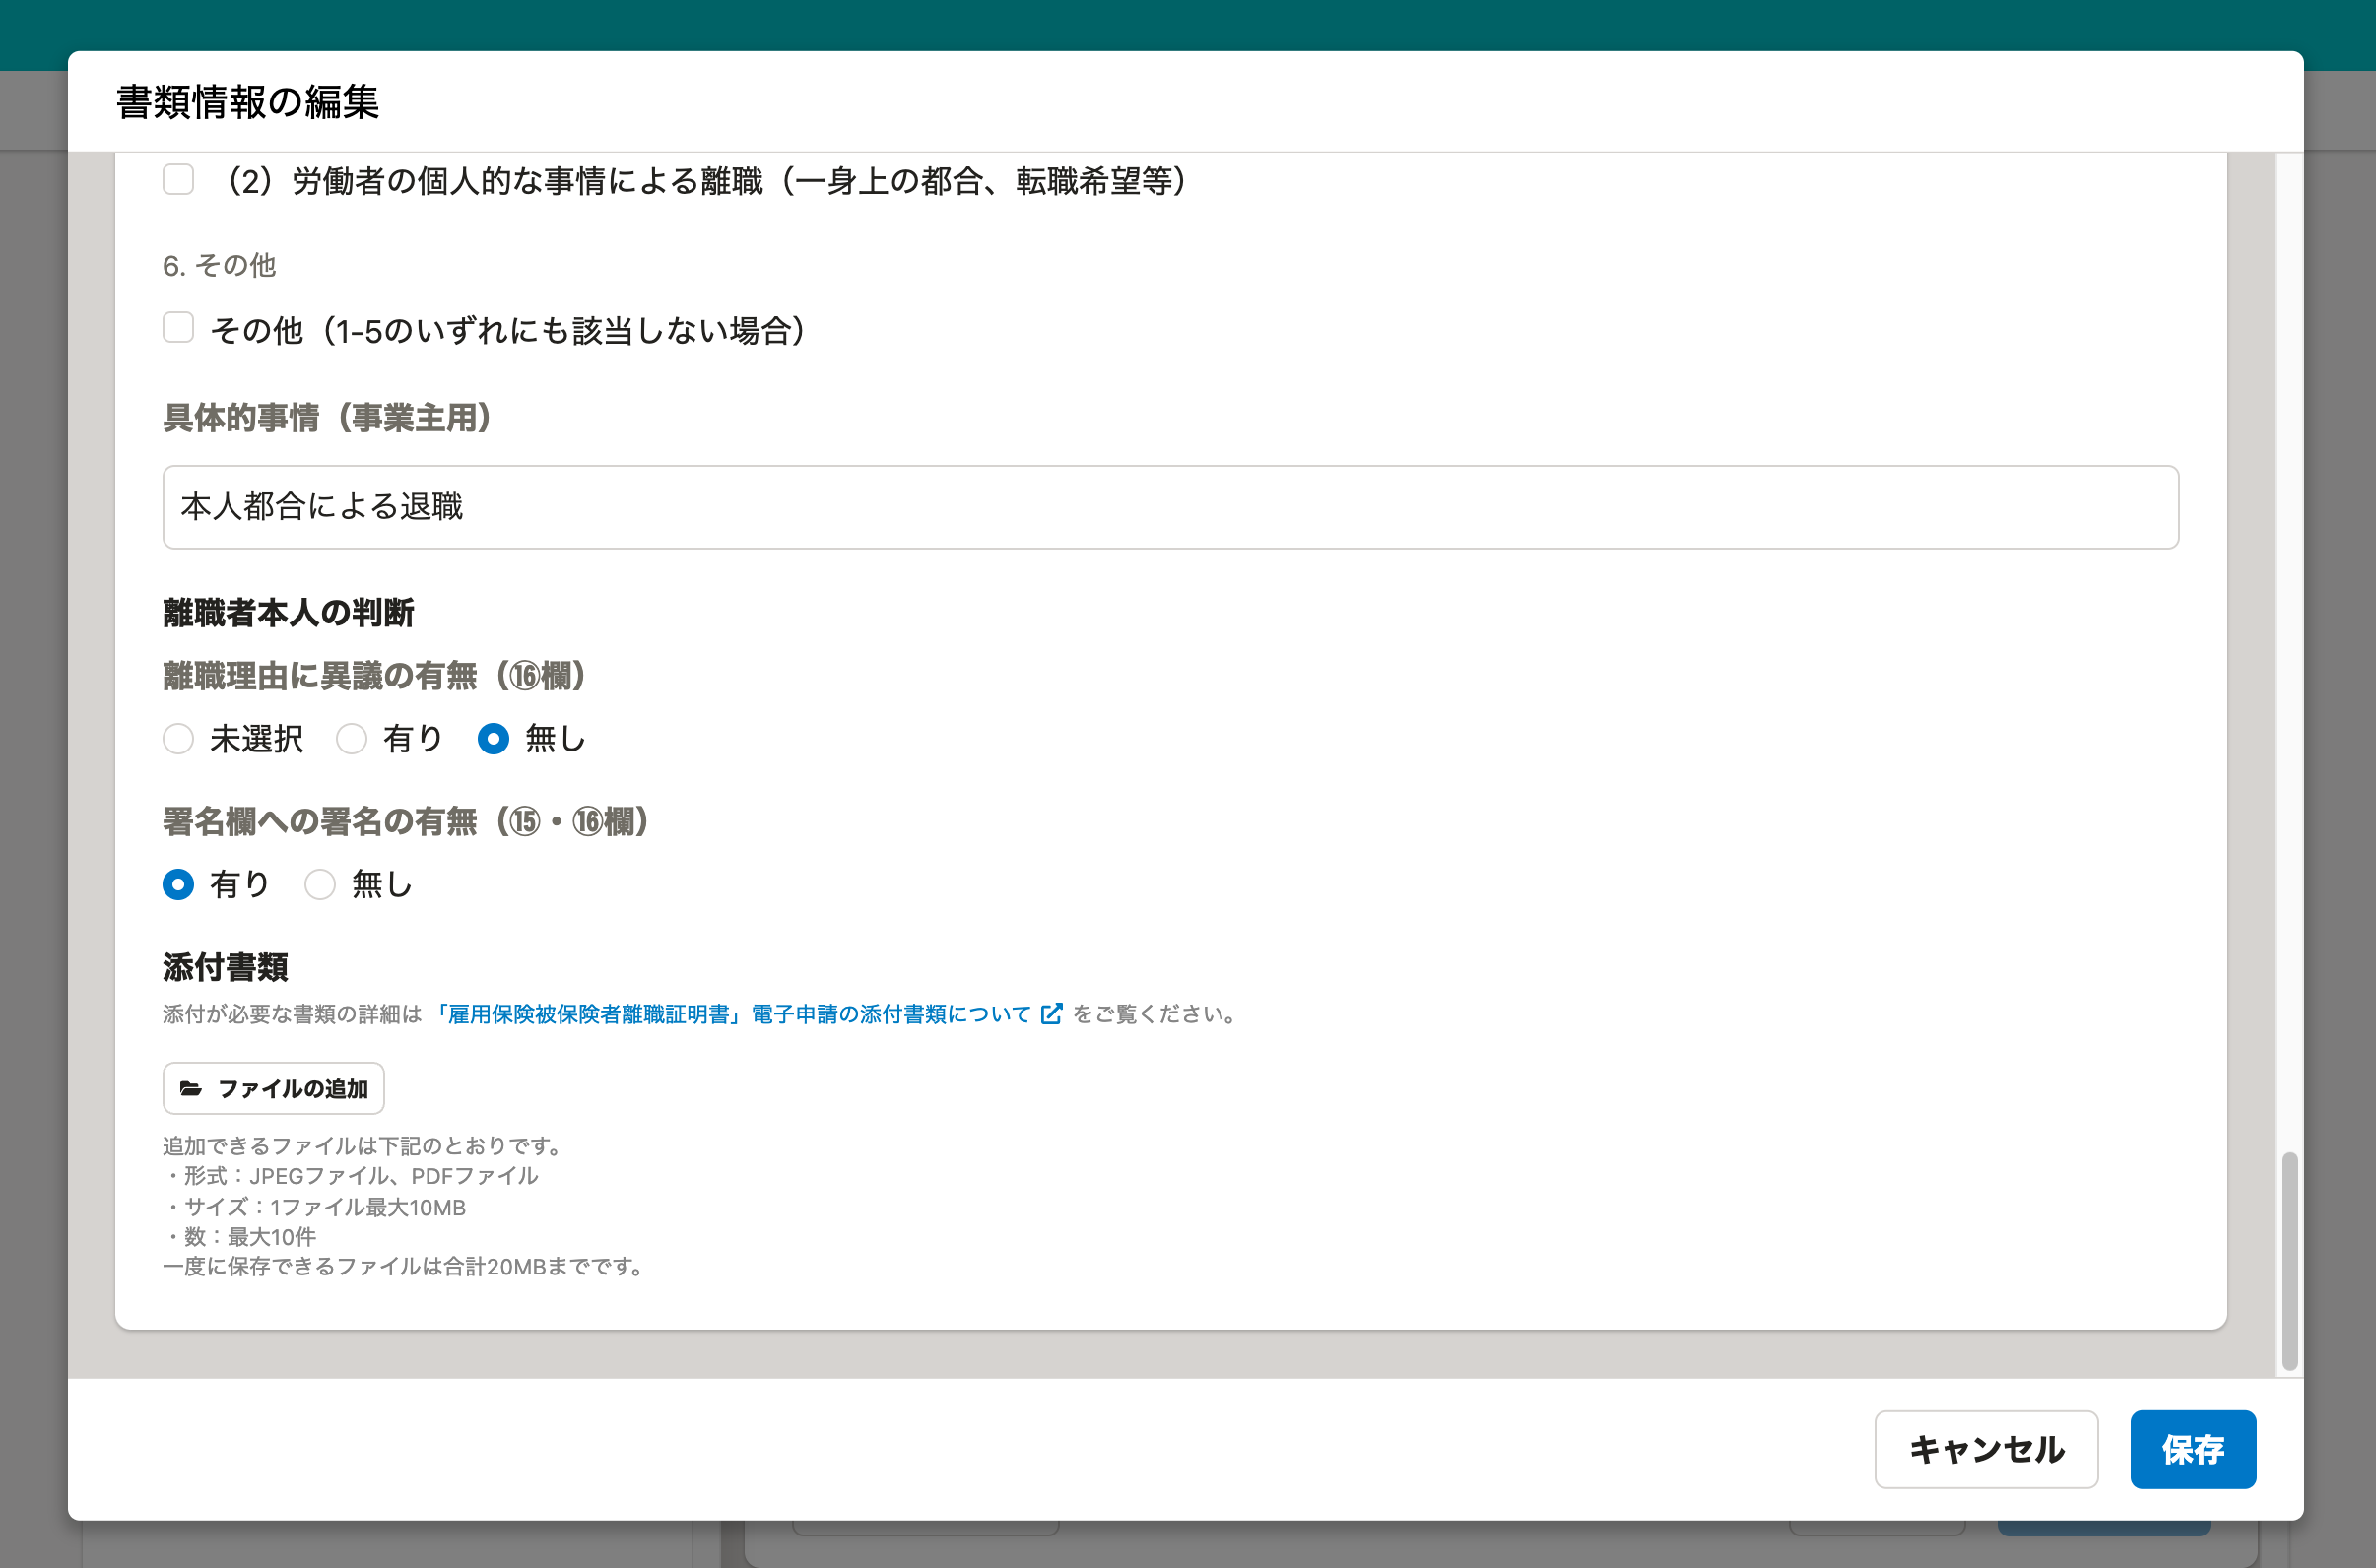 書類情報の編集
（2）労働者の個人的な事情による離職（一身上の都合、転職希望等）
6. その他
その他（1-5のいずれにも該当しない場合）
具体的事情（事業主用）
本人都合による退職
離職者本人の判断
離職理由に異議の有無（⑯欄）
未選択 有り 無し
署名欄への署名の有無（⑮・⑯欄）
有り 無し
添付書類
添付が必要な書類の詳細は 「雇用保険被保険者離職証明書」電子申請の添付書類について をご覧ください。
ファイルの追加
追加できるファイルは下記のとおりです。
・形式：JPEGファイル、PDFファイル
・サイズ：1ファイル最大10MB
・数：最大10件
一度に保存できるファイルは合計20MBまでです。
キャンセル 保存